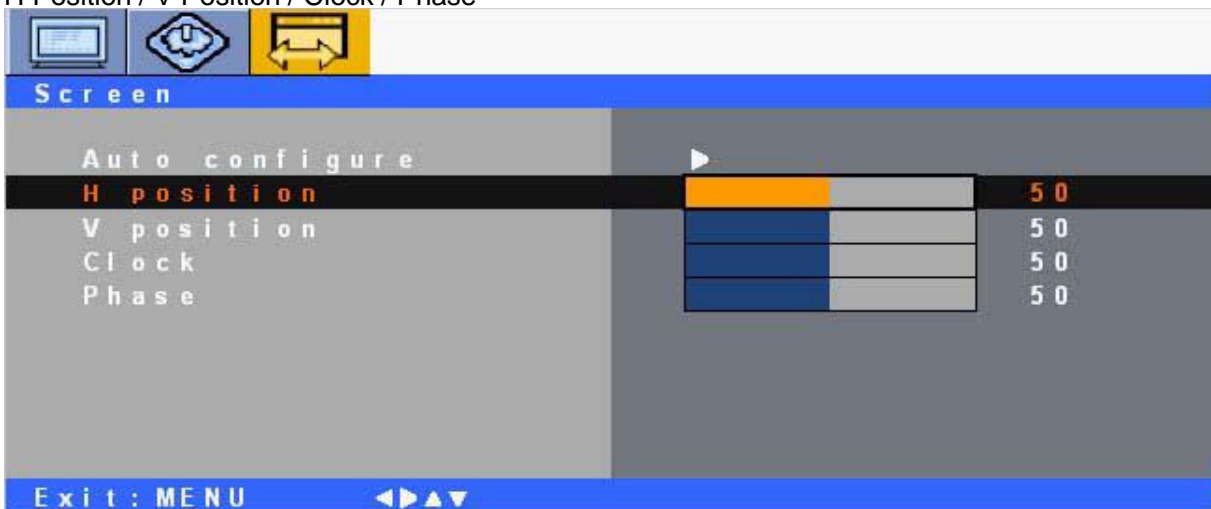 H Position / V Position / Clock / Phase
Screen
Auto configure
H position 50
V position 50
Clock 50
Phase 50
Exit: MENU ◀▶▲▼